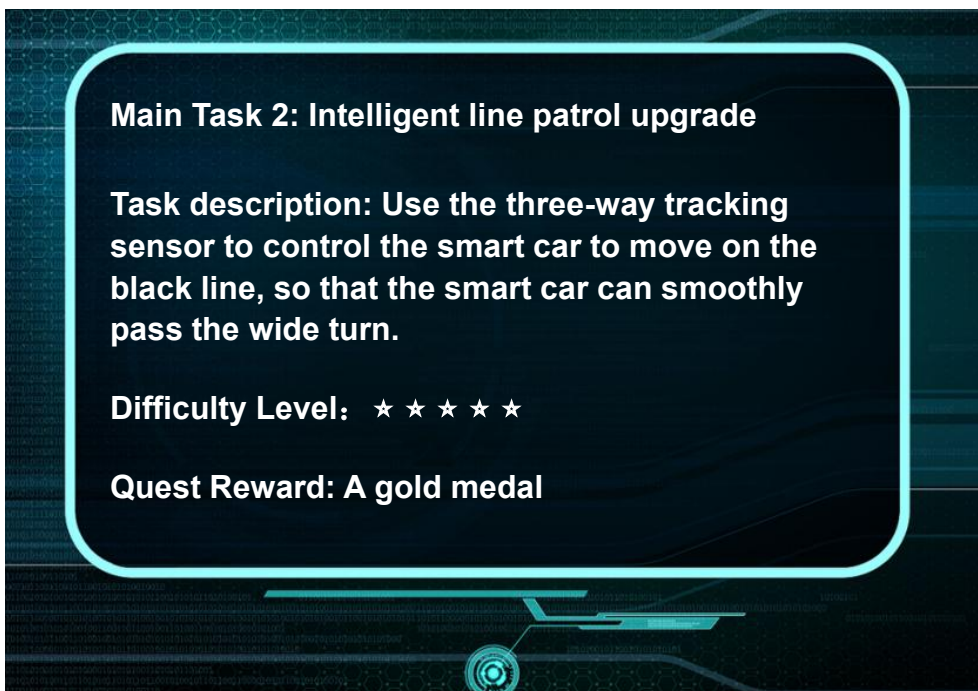 Main Task 2: Intelligent line patrol upgrade
Task description: Use the three-way tracking
sensor to control the smart car to move on the
black line, so that the smart car can smoothly
pass the wide turn.
Difficulty Level：★★★★★
Quest Reward: A gold medal